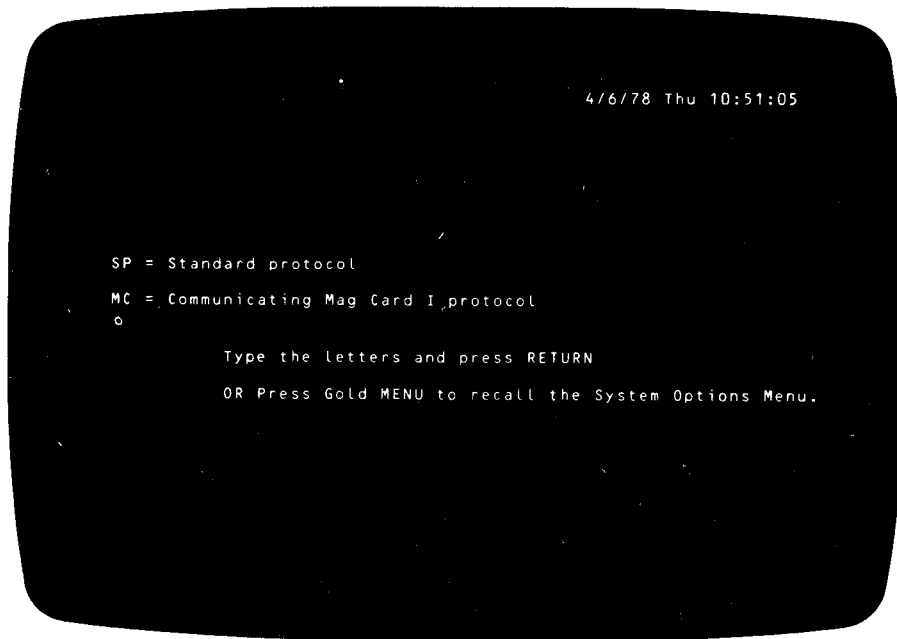 4/6/78 Thu 10:51:05
SP = Standard protocol
MC = Communicating Mag Card I protocol
Type the letters and press RETURN
OR Press Gold MENU to recall the System Options Menu.